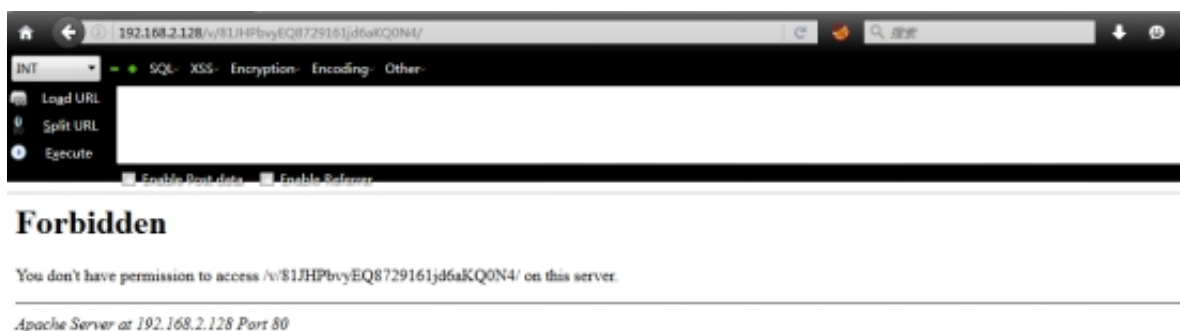 192.168.2.128/v/81JHPbvyEQ8729161jd6aKQ0N4/
搜索
INT
SQL- XSS- Encryption- Encoding- Other-
Load URL
Split URL
Execute
Enable Post data Enable Referrer
Forbidden
You don't have permission to access /v/81JHPbvyEQ8729161jd6aKQ0N4/ on this server.
Apache Server at 192.168.2.128 Port 80